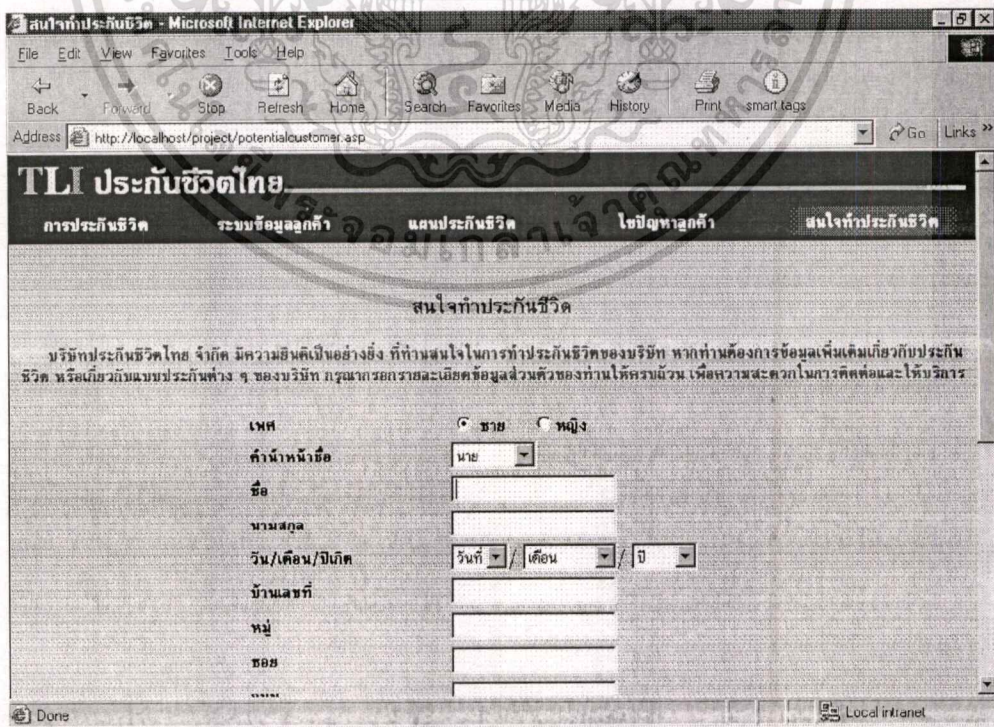 สนใจทำประกันชีวิต - Microsoft Internet Explorer
File Edit View Favorites Tools Help
Back Forward Stop Refresh Home Search Favorites Media History Print smart tags
Address http://localhost/project/potentialcustomer.asp Go Links »
TLI ประกันชีวิตไทย
การประกันชีวิต ระบบข้อมูลลูกค้า แผนประกันชีวิต ไขปัญหาลูกค้า สนใจทำประกันชีวิต
สนใจทำประกันชีวิต
บริษัทประกันชีวิตไทย จำกัด มีความยินดีเป็นอย่างยิ่ง ที่ท่านสนใจในการทำประกันชีวิตของบริษัท หากท่านต้องการข้อมูลเพิ่มเติมเกี่ยวกับประกัน
ชีวิต หรือเกี่ยวกับแบบประกันต่าง ๆ ของบริษัท กรุณากรอกรายละเอียดข้อมูลส่วนตัวของท่านให้ครบถ้วน เพื่อความสะดวกในการติดต่อและให้บริการ
เพศ ชาย หญิง
คำนำหน้าชื่อ นาย
ชื่อ
นามสกุล
วัน/เดือน/ปีเกิด วันที่ / เดือน / ปี
บ้านเลขที่
หมู่
ซอย
Done Local intranet